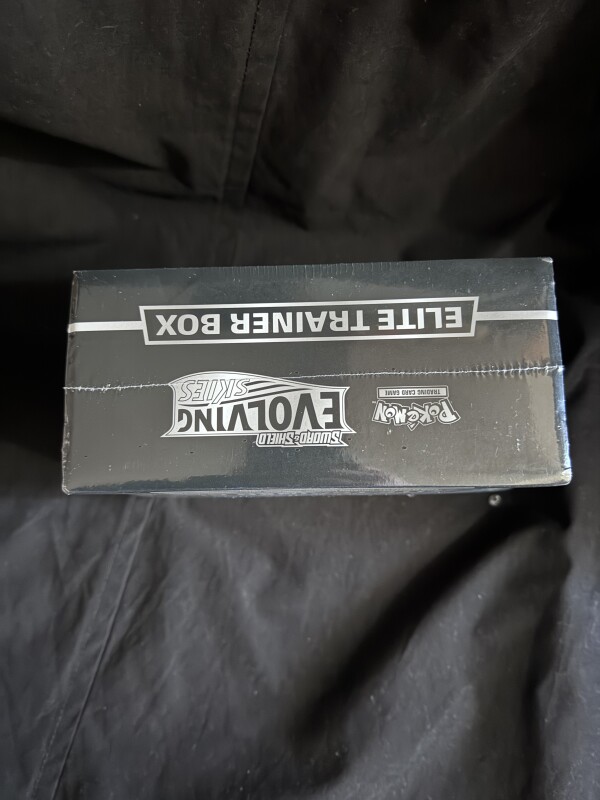 POKéMON
TRADING CARD GAME
SWORD & SHIELD
EVOLVING
SKIES
ELITE TRAINER BOX